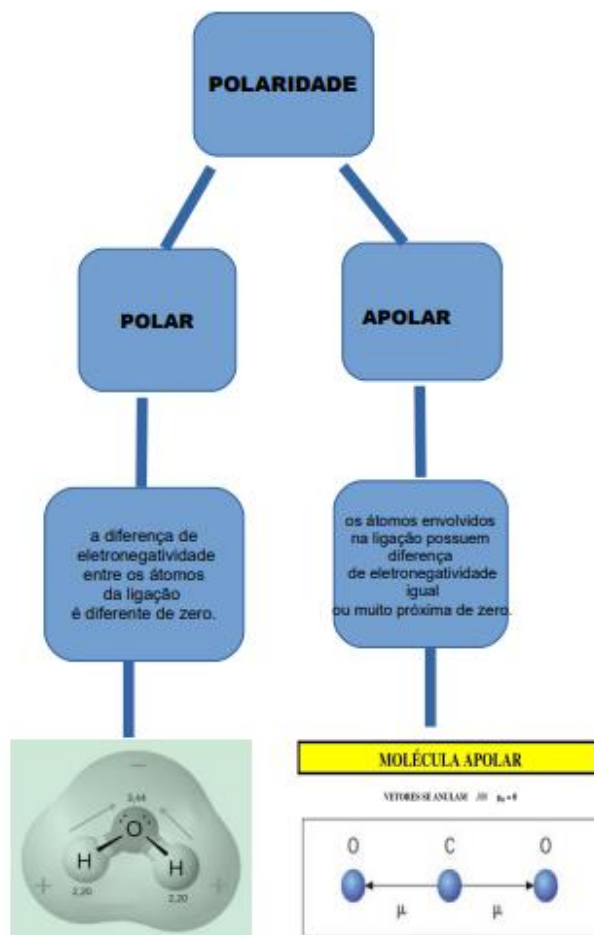 POLARIDADE
POLAR
APOLAR
a diferença de
eletronegatividade
entre os átomos
da ligação
é diferente de zero.
os átomos envolvidos
na ligação possuem
diferença
de eletronegatividade
igual
ou muito próxima de zero.
−
3,44
O
H
H
+
+
2,20
2,20
MOLÉCULA APOLAR
VETORES SE ANULAM
O C O
μ μ